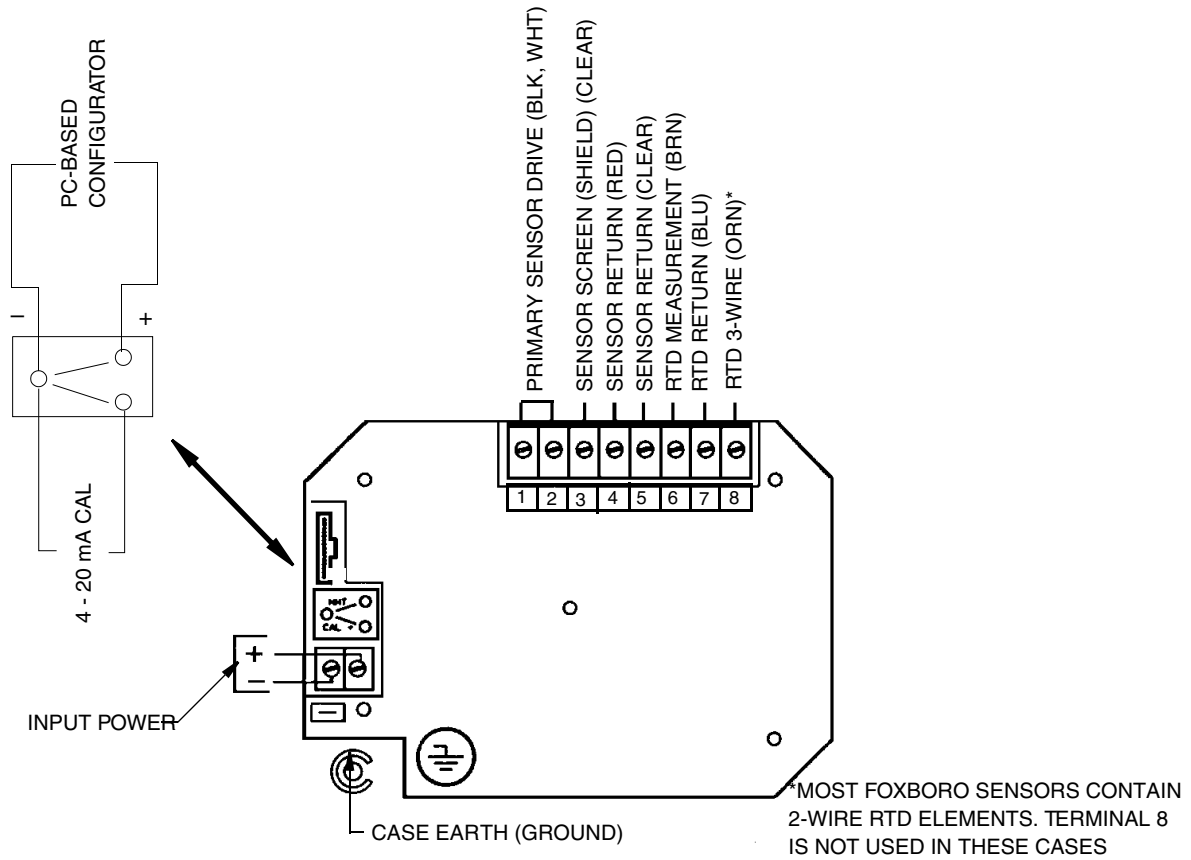 PC-BASED
CONFIGURATOR
–
+
4 - 20 mA CAL
PRIMARY SENSOR DRIVE (BLK, WHT)
SENSOR SCREEN (SHIELD) (CLEAR)
SENSOR RETURN (RED)
SENSOR RETURN (CLEAR)
RTD MEASUREMENT (BRN)
RTD RETURN (BLU)
RTD 3-WIRE (ORN)*
1 2 3 4 5 6 7 8
HHT
CAL +
+
–
INPUT POWER
–
CASE EARTH (GROUND)
*MOST FOXBORO SENSORS CONTAIN
2-WIRE RTD ELEMENTS. TERMINAL 8
IS NOT USED IN THESE CASES